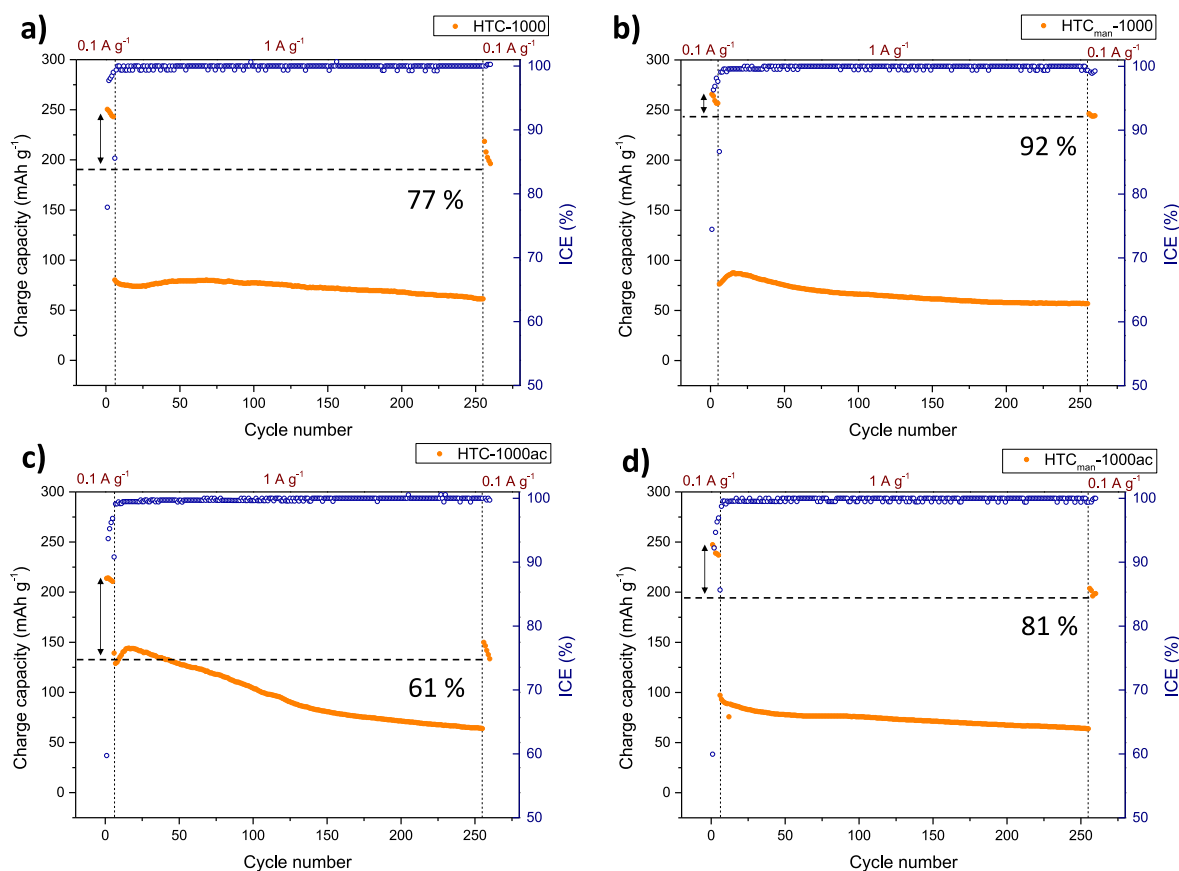 a)
HTC-1000
0.1 A g⁻¹ 1 A g⁻¹ 0.1 A g⁻¹
300
250
200
150
100
50
0
Charge capacity (mAh g⁻¹)
77 %
100
90
80
70
60
50
ICE (%)
0 50 100 150 200 250
Cycle number
b)
HTCman-1000
0.1 A g⁻¹ 1 A g⁻¹ 0.1 A g⁻¹
300
250
200
150
100
50
0
Charge capacity (mAh g⁻¹)
92 %
100
90
80
70
60
50
ICE (%)
0 50 100 150 200 250
Cycle number
c)
HTC-1000ac
0.1 A g⁻¹ 1 A g⁻¹ 0.1 A g⁻¹
300
250
200
150
100
50
0
Charge capacity (mAh g⁻¹)
61 %
100
90
80
70
60
50
ICE (%)
0 50 100 150 200 250
Cycle number
d)
HTCman-1000ac
0.1 A g⁻¹ 1 A g⁻¹ 0.1 A g⁻¹
300
250
200
150
100
50
0
Charge capacity (mAh g⁻¹)
81 %
100
90
80
70
60
50
ICE (%)
0 50 100 150 200 250
Cycle number